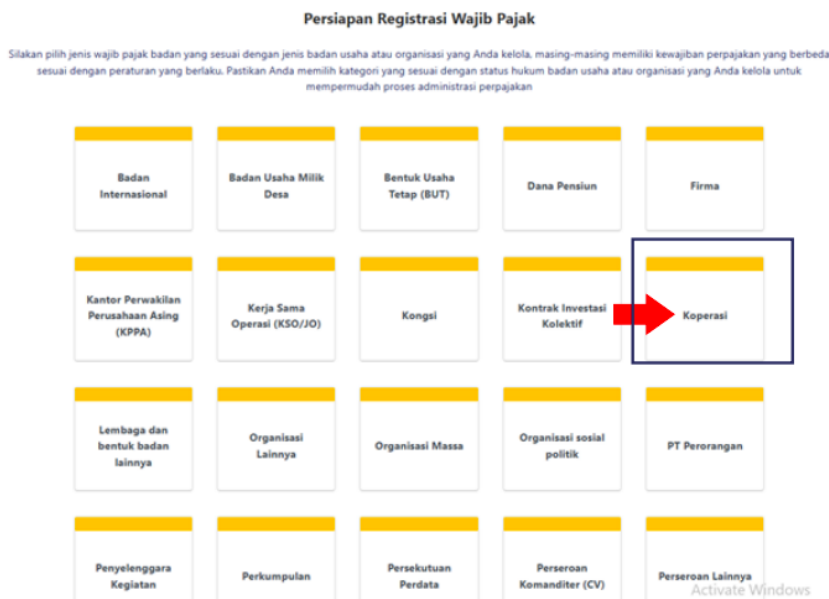 Persiapan Registrasi Wajib Pajak
Silakan pilih jenis wajib pajak badan yang sesuai dengan jenis badan usaha atau organisasi yang Anda kelola, masing-masing memiliki kewajiban perpajakan yang berbeda
sesuai dengan peraturan yang berlaku. Pastikan Anda memilih kategori yang sesuai dengan status hukum badan usaha atau organisasi yang Anda kelola untuk
mempermudah proses administrasi perpajakan
Badan
Internasional
Badan Usaha Milik
Desa
Bentuk Usaha
Tetap (BUT)
Dana Pensiun
Firma
Kantor Perwakilan
Perusahaan Asing
(KPPA)
Kerja Sama
Operasi (KSO/JO)
Kongsi
Kontrak Investasi
Kolektif
Koperasi
Lembaga dan
bentuk badan
lainnya
Organisasi
Lainnya
Organisasi Massa
Organisasi sosial
politik
PT Perorangan
Penyelenggara
Kegiatan
Perkumpulan
Persekutuan
Perdata
Perseroan
Komanditer (CV)
Perseroan Lainnya
Activate Windows